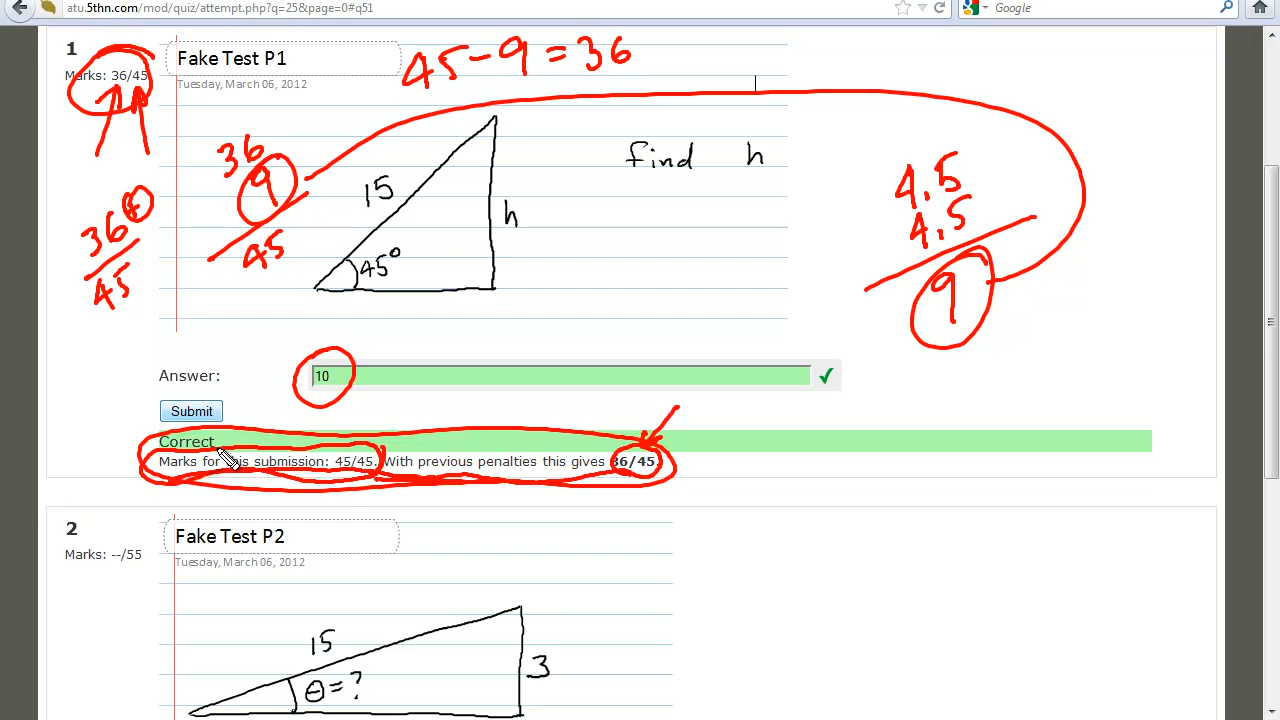 atu.5thn.com/mod/quiz/attempt.php?q=25&page=0#q51
Google
1
Marks: 36/45
Fake Test P1
Tuesday, March 06, 2012
45-9=36
find h
36
9
45
36
45
15
h
45°
4.5
4.5
9
Answer:
10
Submit
Correct
Marks for this submission: 45/45. With previous penalties this gives 36/45.
2
Marks: --/55
Fake Test P2
Tuesday, March 06, 2012
15
3
θ=?